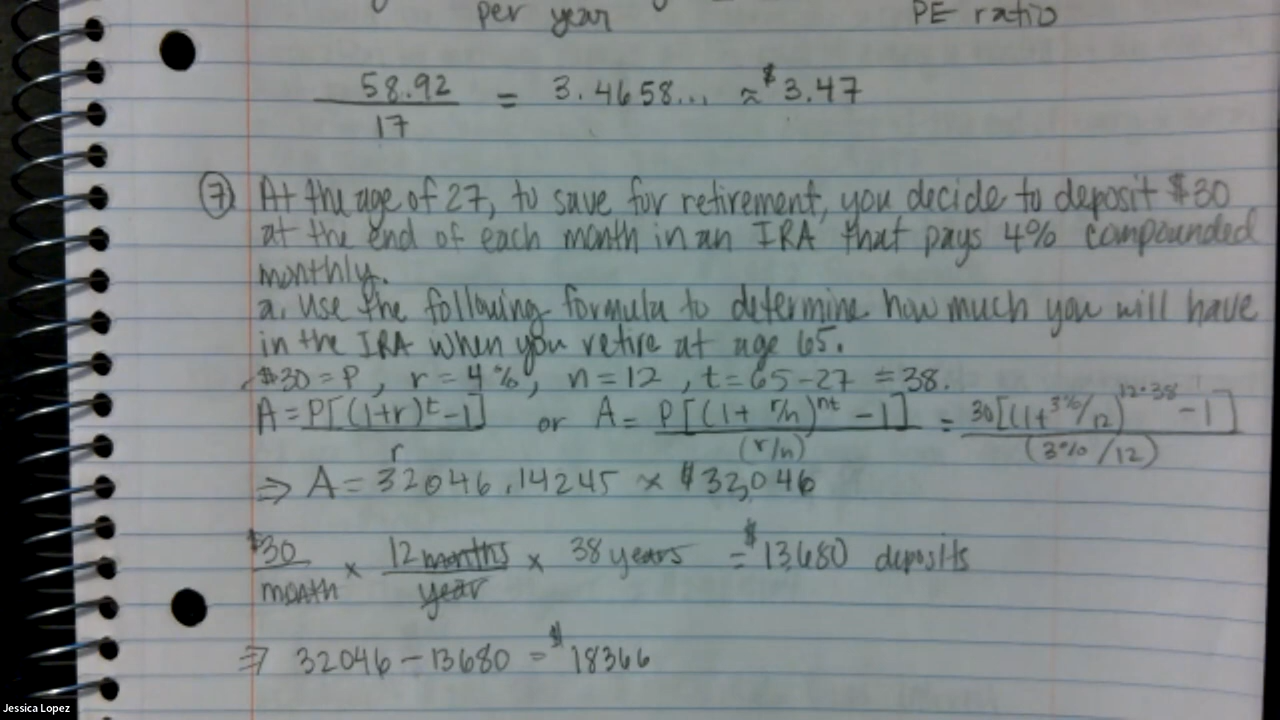 per year PE ratio
58.92 / 17 = 3.4658... ≈ $3.47
⑦ At the age of 27, to save for retirement, you decide to deposit $30
at the end of each month in an IRA that pays 4% compounded
monthly.
a. Use the following formula to determine how much you will have
in the IRA when you retire at age 65.
$30 = P, r = 4%, n = 12, t = 65-27 = 38.
A = P[(1+r)^t -1] / r or A = P[(1+ r/n)^nt -1] / (r/n) = 30[(1+ 3%/12)^12·38 -1] / (3%/12)
⇒ A = 32046.14245 ≈ $32,046
$30/month × 12 months/year × 38 years = $13,680 deposits
⇒ 32046 - 13680 = $18366
Jessica Lopez